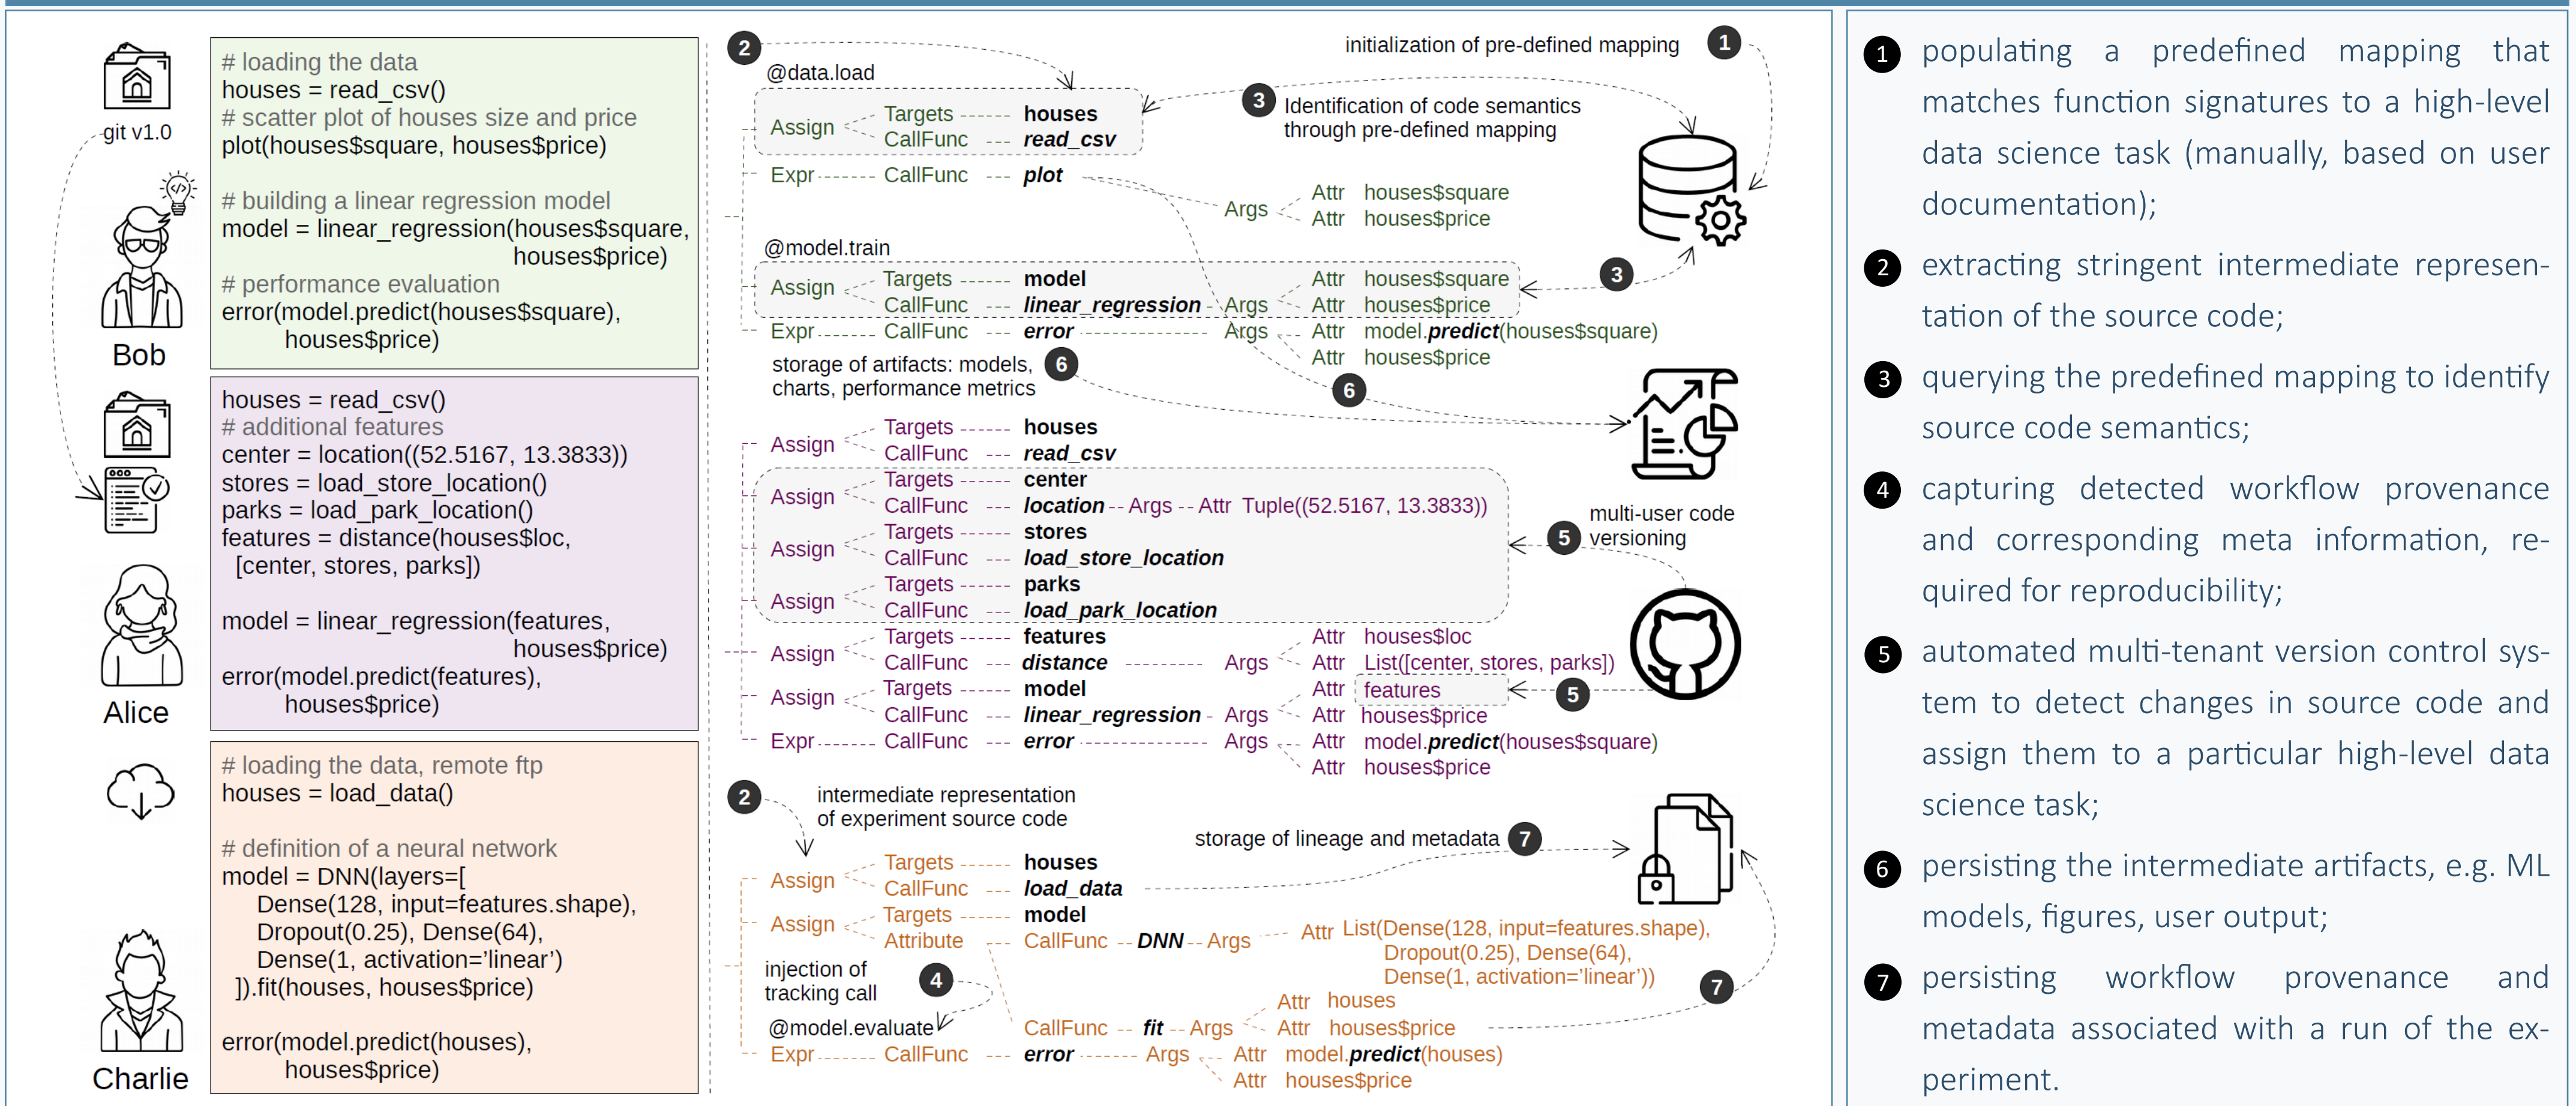 git v1.0
Bob
# loading the data
houses = read_csv()
# scatter plot of houses size and price
plot(houses$square, houses$price)
# building a linear regression model
model = linear_regression(houses$square,
houses$price)
# performance evaluation
error(model.predict(houses$square),
houses$price)
Alice
houses = read_csv()
# additional features
center = location((52.5167, 13.3833))
stores = load_store_location()
parks = load_park_location()
features = distance(houses$loc,
[center, stores, parks])
model = linear_regression(features,
houses$price)
error(model.predict(features),
houses$price)
Charlie
# loading the data, remote ftp
houses = load_data()
# definition of a neural network
model = DNN(layers=[
Dense(128, input=features.shape),
Dropout(0.25), Dense(64),
Dense(1, activation='linear')
]).fit(houses, houses$price)
error(model.predict(houses),
houses$price)
2
initialization of pre-defined mapping 1
@data.load
3 Identification of code semantics
through pre-defined mapping
Assign Targets houses
CallFunc read_csv
Expr CallFunc plot
Args Attr houses$square
Attr houses$price
@model.train
Assign Targets model Attr houses$square
CallFunc linear_regression Args Attr houses$price
3
Expr CallFunc error Args Attr model.predict(houses$square)
Attr houses$price
storage of artifacts: models,
charts, performance metrics
6
6
Assign Targets houses
CallFunc read_csv
Assign Targets center
CallFunc location Args Attr Tuple((52.5167, 13.3833))
Assign Targets stores
CallFunc load_store_location
Assign Targets parks
CallFunc load_park_location
5 multi-user code
versioning
Assign Targets features Attr houses$loc
CallFunc distance Args Attr List([center, stores, parks])
Assign Targets model Attr features
5
CallFunc linear_regression Args Attr houses$price
Expr CallFunc error Args Attr model.predict(houses$square)
Attr houses$price
2 intermediate representation
of experiment source code
storage of lineage and metadata 7
Assign Targets houses
CallFunc load_data
Assign Targets model
Attribute CallFunc DNN Args Attr List(Dense(128, input=features.shape),
Dropout(0.25), Dense(64),
Dense(1, activation='linear'))
injection of
tracking call
4
7
Attr houses
@model.evaluate CallFunc fit Args Attr houses$price
Expr CallFunc error Args Attr model.predict(houses)
Attr houses$price
1 populating a predefined mapping that
matches function signatures to a high-level
data science task (manually, based on user
documentation);
2 extracting stringent intermediate represen-
tation of the source code;
3 querying the predefined mapping to identify
source code semantics;
4 capturing detected workflow provenance
and corresponding meta information, re-
quired for reproducibility;
5 automated multi-tenant version control sys-
tem to detect changes in source code and
assign them to a particular high-level data
science task;
6 persisting the intermediate artifacts, e.g. ML
models, figures, user output;
7 persisting workflow provenance and
metadata associated with a run of the ex-
periment.